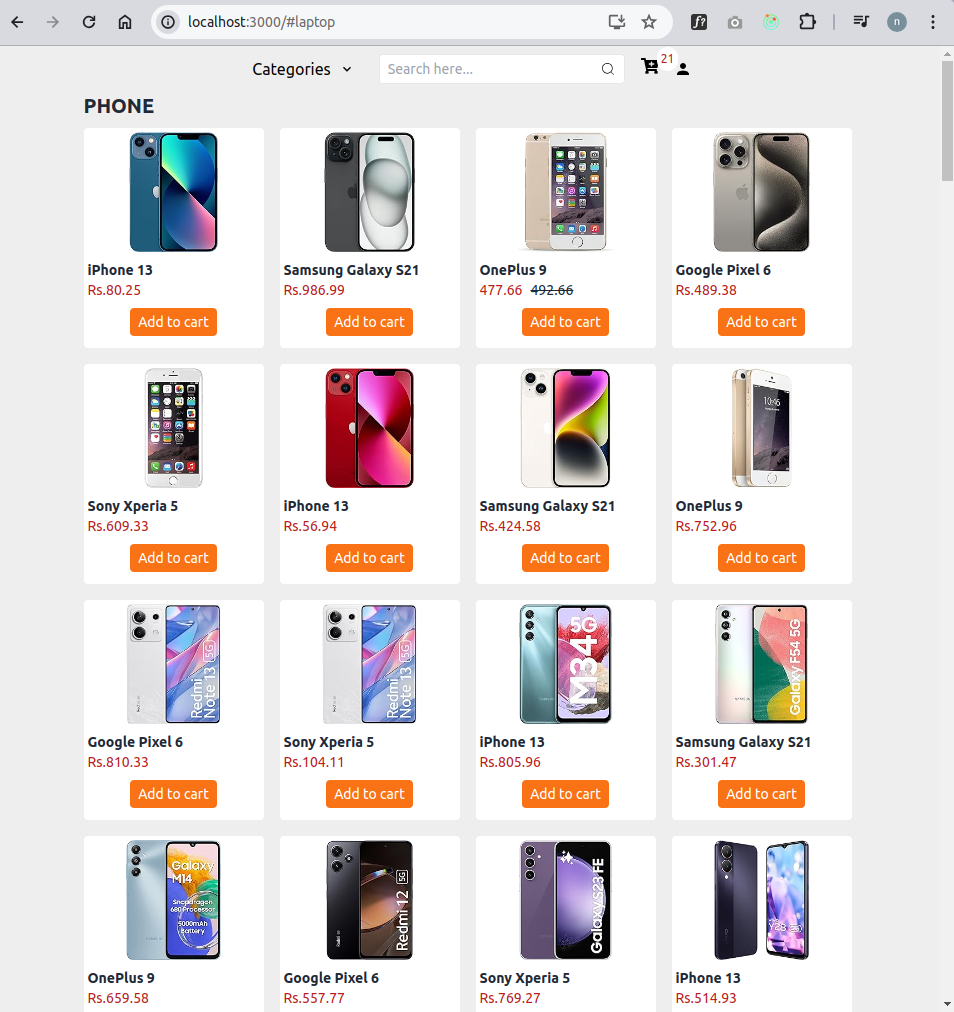 localhost:3000/#laptop
f?
n
Categories
Search here...
21
PHONE
iPhone 13
Rs.80.25
Add to cart
Samsung Galaxy S21
Rs.986.99
Add to cart
OnePlus 9
477.66 492.66
Add to cart
Google Pixel 6
Rs.489.38
Add to cart
Sony Xperia 5
Rs.609.33
Add to cart
iPhone 13
Rs.56.94
Add to cart
Samsung Galaxy S21
Rs.424.58
Add to cart
10:46
OnePlus 9
Rs.752.96
Add to cart
Redmi
Note 13 5G
Google Pixel 6
Rs.810.33
Add to cart
Redmi
Note 13 5G
Sony Xperia 5
Rs.104.11
Add to cart
5G
M34
iPhone 13
Rs.805.96
Add to cart
Galaxy F54 5G
Samsung Galaxy S21
Rs.301.47
Add to cart
Galaxy
M14
Snapdragon
680 Processor
5000mAh
Battery
OnePlus 9
Rs.659.58
Redmi 12 5G
Google Pixel 6
Rs.557.77
Galaxy S23 FE
Sony Xperia 5
Rs.769.27
Y28 5G
iPhone 13
Rs.514.93